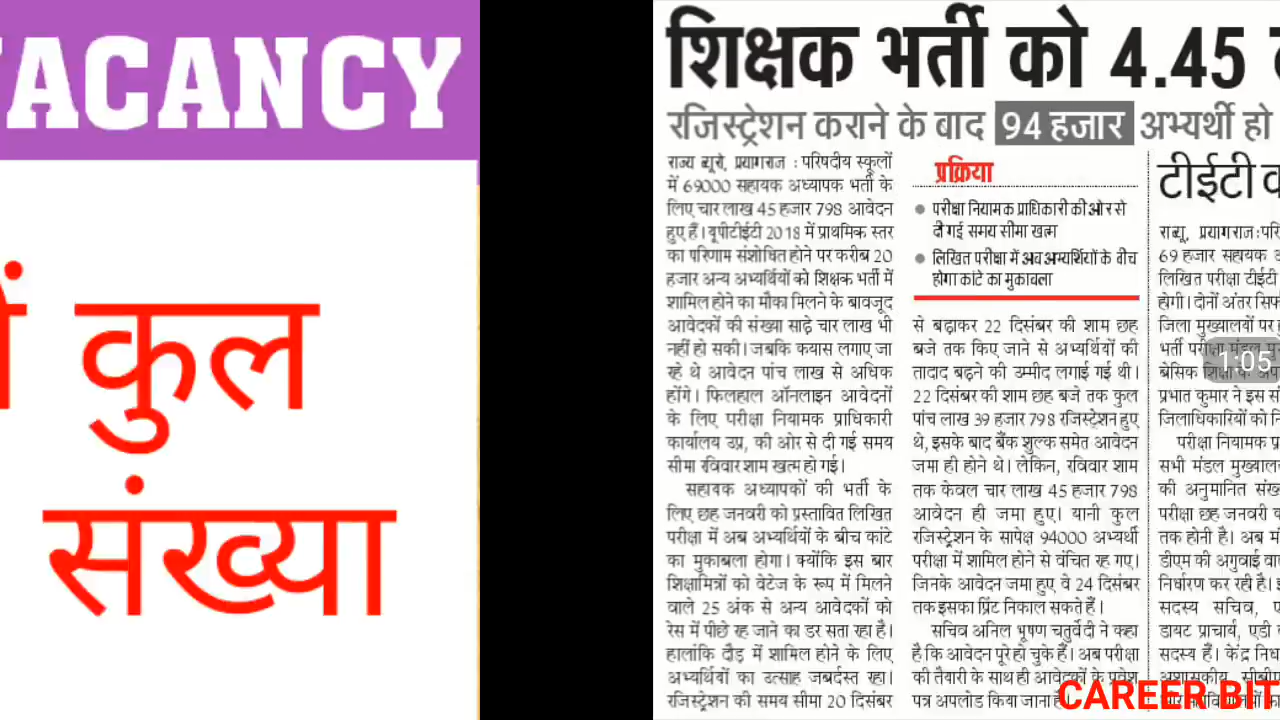 VACANCY
कुल
संख्या
शिक्षक भर्ती को 4.45
रजिस्ट्रेशन कराने के बाद 94 हजार अभ्यर्थी हो
राज्य ब्यूरो, प्रयागराज : परिषदीय स्कूलों
में 69000 सहायक अध्यापक भर्ती के
लिए चार लाख 45 हजार 798 आवेदन
हुए हैं। यूपीटीईटी 2018 में प्राथमिक स्तर
का परिणाम संशोधित होने पर करीब 20
हजार अन्य अभ्यर्थियों को शिक्षक भर्ती में
शामिल होने का मौका मिलने के बावजूद
आवेदकों की संख्या साढ़े चार लाख भी
नहीं हो सकी। जबकि कयास लगाए जा
रहे थे आवेदन पांच लाख से अधिक
होंगे। फिलहाल ऑनलाइन आवेदनों
के लिए परीक्षा नियामक प्राधिकारी
कार्यालय उप्र, की ओर से दी गई समय
सीमा रविवार शाम खत्म हो गई।
सहायक अध्यापकों की भर्ती के
लिए छह जनवरी को प्रस्तावित लिखित
परीक्षा में अब अभ्यर्थियों के बीच कांटे
का मुकाबला होगा। क्योंकि इस बार
शिक्षामित्रों को वेटेज के रूप में मिलने
वाले 25 अंक से अन्य आवेदकों को
रेस में पीछे रह जाने का डर सता रहा है।
हालांकि दौड़ में शामिल होने के लिए
अभ्यर्थियों का उत्साह जबर्दस्त रहा।
रजिस्ट्रेशन की समय सीमा 20 दिसंबर
प्रक्रिया
● परीक्षा नियामक प्राधिकारी की ओर से
दी गई समय सीमा खत्म
● लिखित परीक्षा में अब अभ्यर्थियों के बीच
होगा कांटे का मुकाबला
से बढ़ाकर 22 दिसंबर की शाम छह
बजे तक किए जाने से अभ्यर्थियों की
तादाद बढ़ने की उम्मीद लगाई गई थी।
22 दिसंबर की शाम छह बजे तक कुल
पांच लाख 39 हजार 798 रजिस्ट्रेशन हुए
थे, इसके बाद बैंक शुल्क समेत आवेदन
जमा ही होने थे। लेकिन, रविवार शाम
तक केवल चार लाख 45 हजार 798
आवेदन ही जमा हुए। यानी कुल
रजिस्ट्रेशन के सापेक्ष 94000 अभ्यर्थी
परीक्षा में शामिल होने से वंचित रह गए।
जिनके आवेदन जमा हुए वे 24 दिसंबर
तक इसका प्रिंट निकाल सकते हैं।
सचिव अनिल भूषण चतुर्वेदी ने कहा
है कि आवेदन पूरे हो चुके हैं। अब परीक्षा
की तैयारी के साथ ही आवेदकों के प्रवेश
पत्र अपलोड किया जाना है।
टीईटी
राब्यू, प्रयागराज:
69 हजार सहायक
लिखित परीक्षा टीईटी
होगी। दोनों अंतर सिर्फ
जिला मुख्यालयों पर
भर्ती परीक्षा मंडल
बेसिक शिक्षा के
प्रभात कुमार ने इस
जिलाधिकारियों को
परीक्षा नियामक
सभी मंडल
की अनुमानित
परीक्षा छह जनवरी
तक होनी है। अब
डीएम की अगुवाई
निर्धारण कर रही है।
सदस्य सचिव,
डायट प्राचार्य, एडी
सदस्य हैं। केंद्र
अशासकीय,
1:05
CAREER BIT